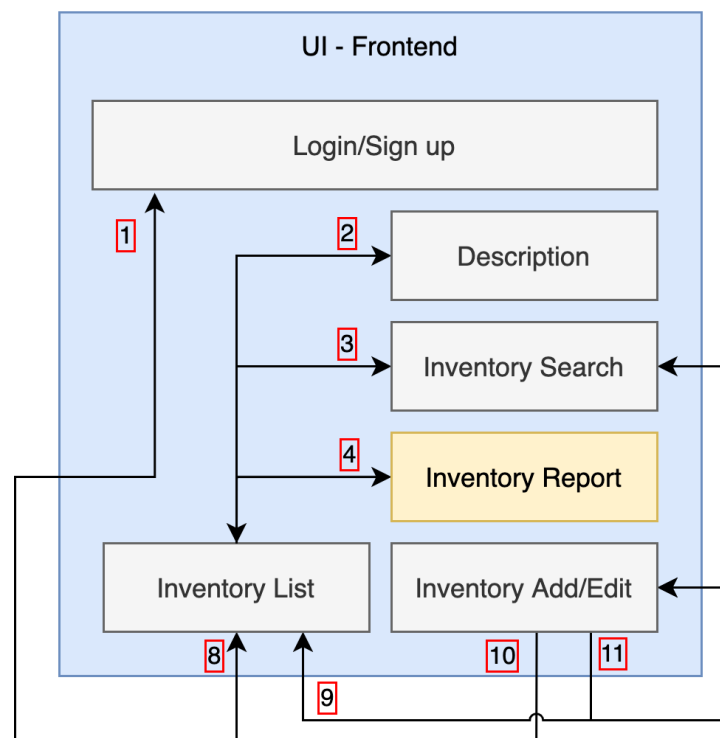 UI - Frontend
Login/Sign up
1
2
Description
3
Inventory Search
4
Inventory Report
Inventory List
Inventory Add/Edit
8
10
11
9